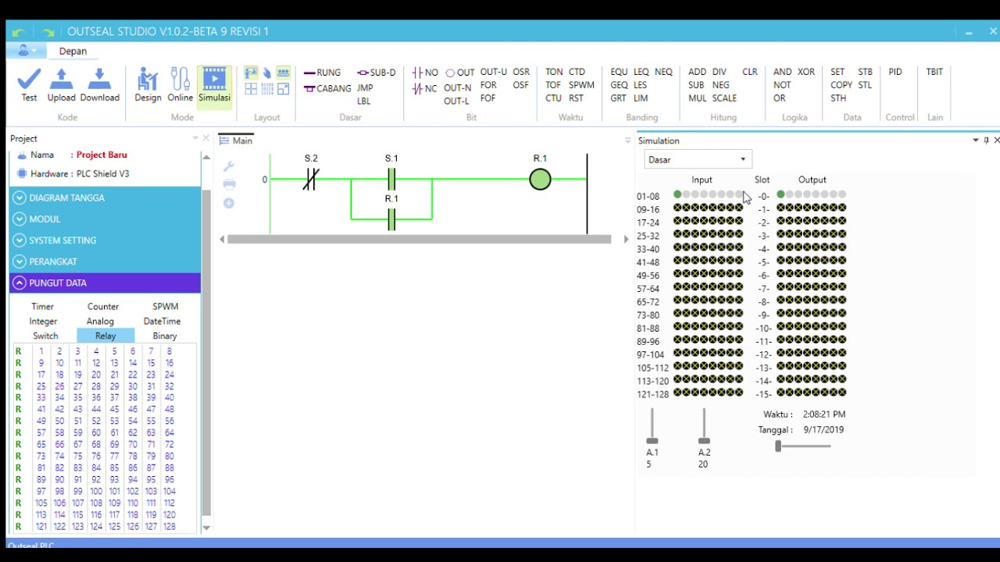 OUTSEAL STUDIO V.1.0.2-BETA 9 REVISI 1
Depan
Test Upload Download
Kode
Design Online Simulasi
Mode
Layout
RUNG SUB-D
CABANG JMP
LBL
Dasar
NO OUT OUT-U OSR
NC OUT-N FOR OSF
OUT-L FOF
Bit
TON CTD
TOF SPWM
CTU RST
Waktu
EQU LEQ NEQ
GEQ LES
GRT LIM
Banding
ADD DIV CLR
SUB NEG
MUL SCALE
Hitung
AND XOR
NOT
OR
Logika
SET STB
COPY STL
STH
Data
PID
Control
TBIT
Lain
Project
Nama : Project Baru
Hardware : PLC Shield V3
DIAGRAM TANGGA
MODUL
SYSTEM SETTING
PERANGKAT
PUNGUT DATA
Timer Counter SPWM
Integer Analog DateTime
Switch Relay Binary
R 1 2 3 4 5 6 7 8
R 9 10 11 12 13 14 15 16
R 17 18 19 20 21 22 23 24
R 25 26 27 28 29 30 31 32
R 33 34 35 36 37 38 39 40
R 41 42 43 44 45 46 47 48
R 49 50 51 52 53 54 55 56
R 57 58 59 60 61 62 63 64
R 65 66 67 68 69 70 71 72
R 73 74 75 76 77 78 79 80
R 81 82 83 84 85 86 87 88
R 89 90 91 92 93 94 95 96
R 97 98 99 100 101 102 103 104
R 105 106 107 108 109 110 111 112
R 113 114 115 116 117 118 119 120
R 121 122 123 124 125 126 127 128
Main
S.2 S.1 R.1
0
R.1
Simulation
Dasar
Input Slot Output
01-08 -0-
09-16 -1-
17-24 -2-
25-32 -3-
33-40 -4-
41-48 -5-
49-56 -6-
57-64 -7-
65-72 -8-
73-80 -9-
81-88 -10-
89-96 -11-
97-104 -12-
105-112 -13-
113-120 -14-
121-128 -15-
Waktu : 2:08:21 PM
Tanggal : 9/17/2019
A.1 A.2
5 20
Outseal PLC